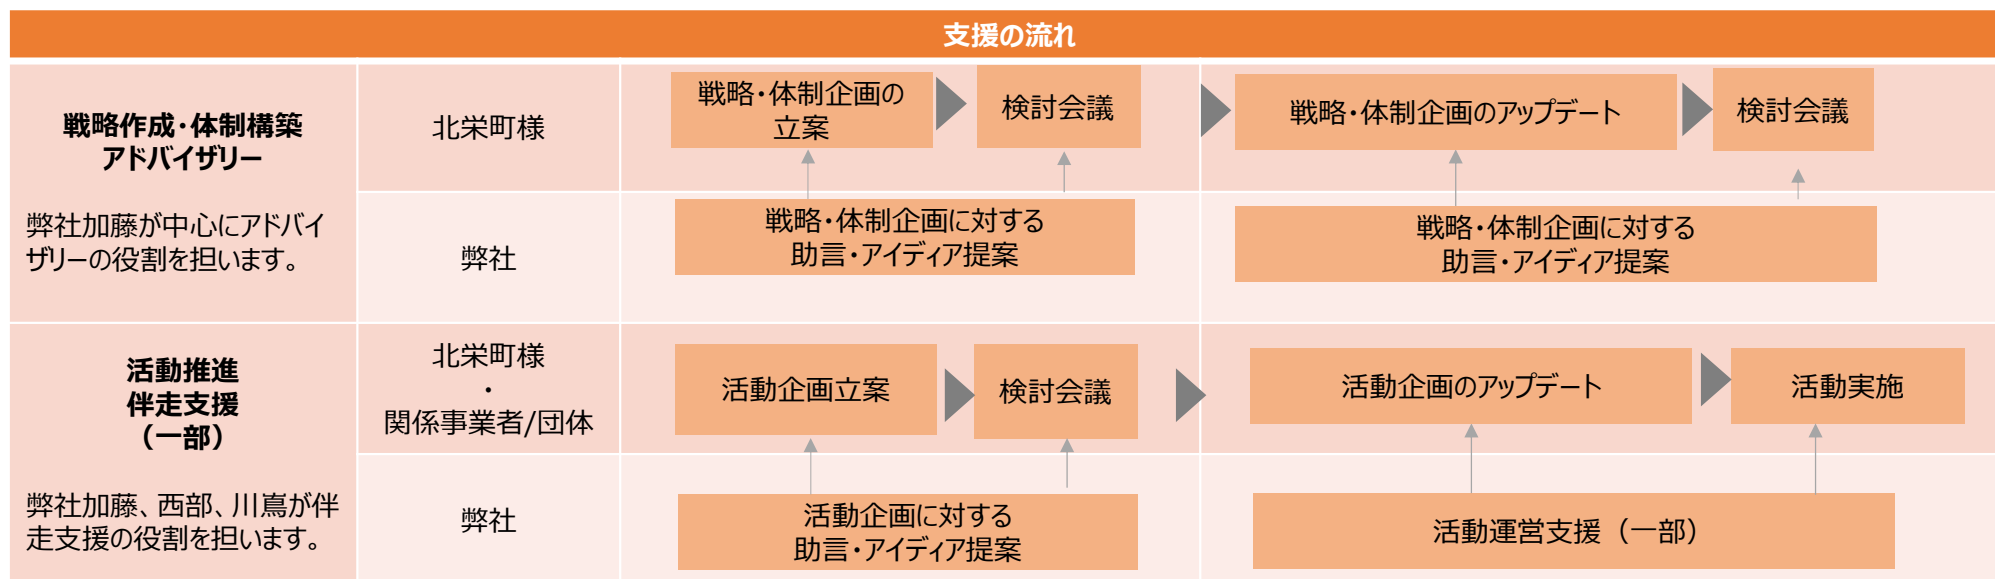 支援の流れ
戦略作成・体制構築
アドバイザリー
弊社加藤が中心にアドバイ
ザリーの役割を担います。
北栄町様
戦略・体制企画の
立案
検討会議
戦略・体制企画のアップデート
検討会議
弊社
戦略・体制企画に対する
助言・アイディア提案
戦略・体制企画に対する
助言・アイディア提案
活動推進
伴走支援
（一部）
弊社加藤、西部、川嶌が伴
走支援の役割を担います。
北栄町様
・
関係事業者/団体
活動企画立案
検討会議
活動企画のアップデート
活動実施
弊社
活動企画に対する
助言・アイディア提案
活動運営支援（一部）